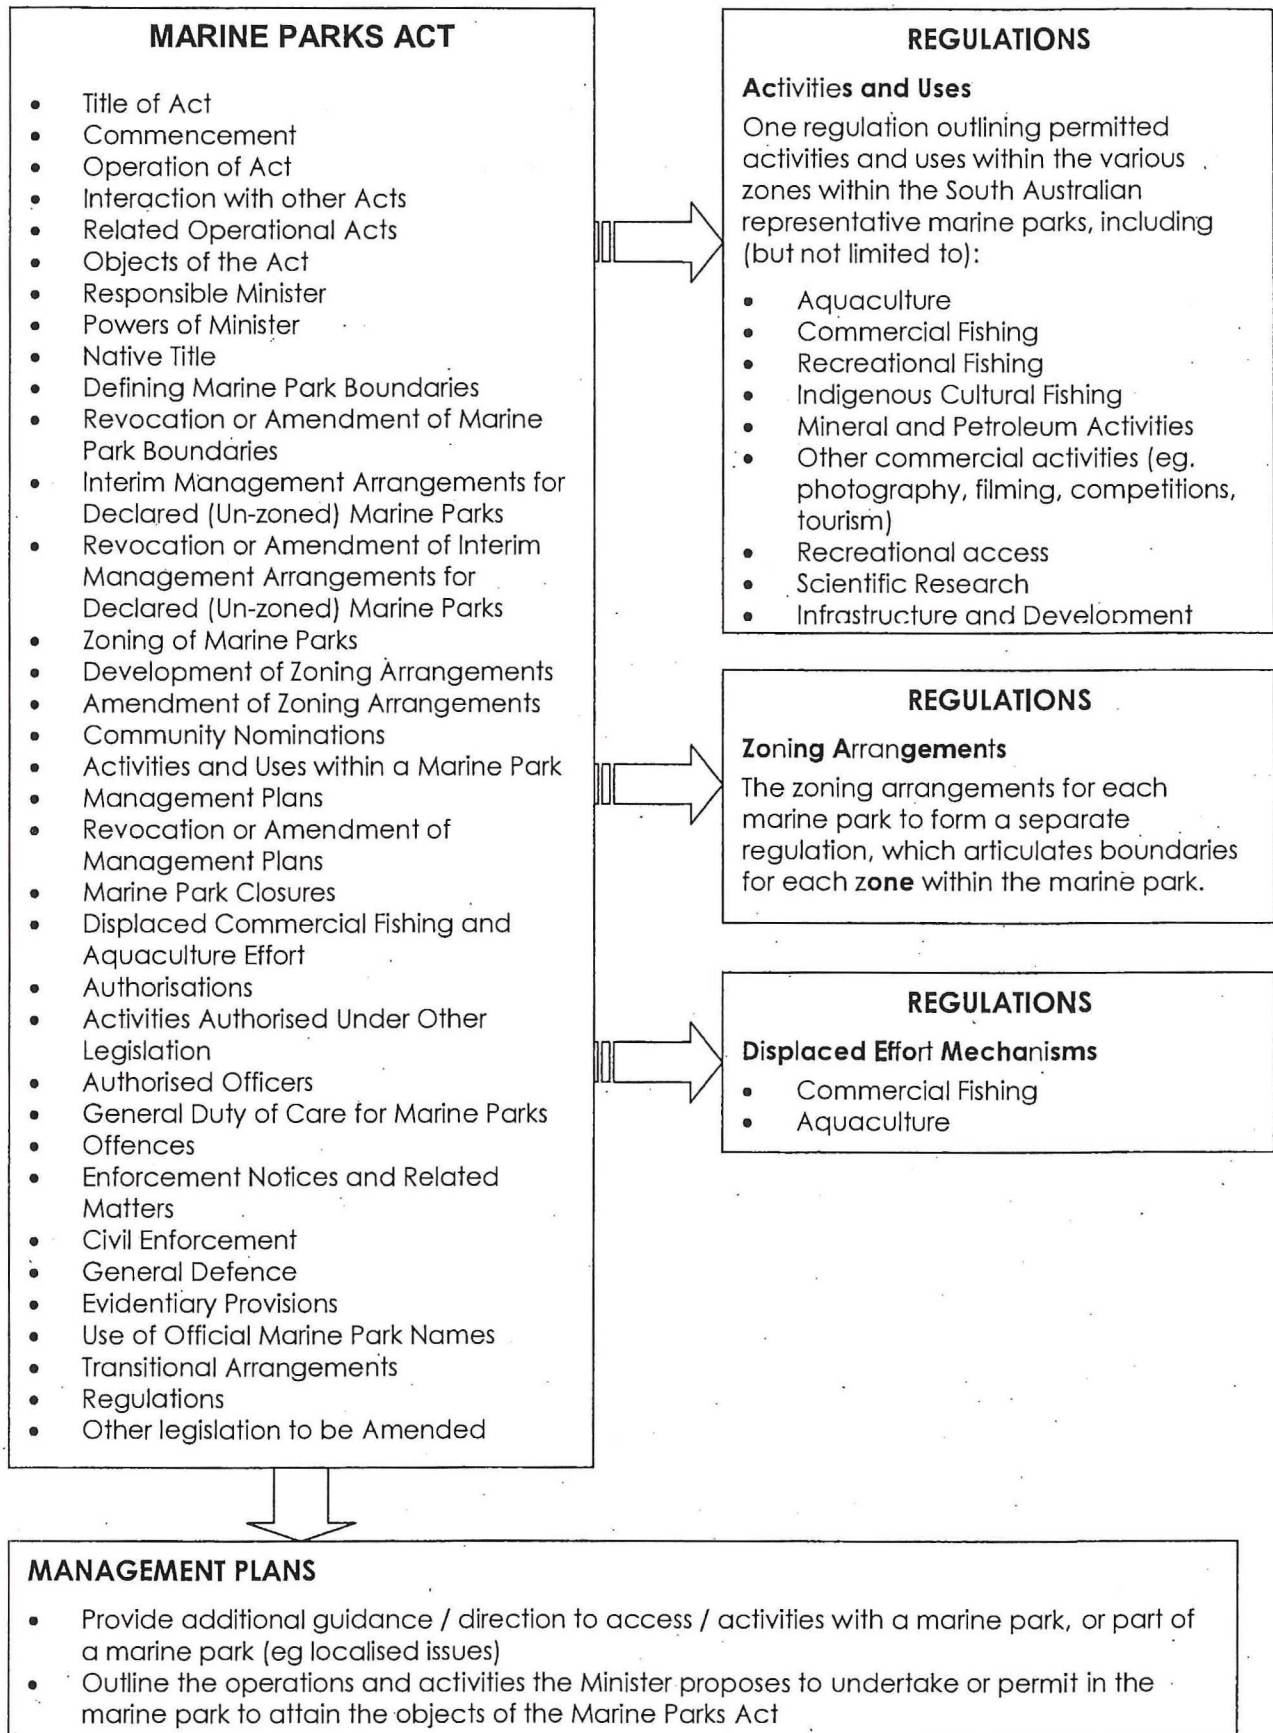 MARINE PARKS ACT
• Title of Act
• Commencement
• Operation of Act
• Interaction with other Acts
• Related Operational Acts
• Objects of the Act
• Responsible Minister
• Powers of Minister
• Native Title
• Defining Marine Park Boundaries
• Revocation or Amendment of Marine
Park Boundaries
• Interim Management Arrangements for
Declared (Un-zoned) Marine Parks
• Revocation or Amendment of Interim
Management Arrangements for
Declared (Un-zoned) Marine Parks
• Zoning of Marine Parks
• Development of Zoning Arrangements
• Amendment of Zoning Arrangements
• Community Nominations
• Activities and Uses within a Marine Park
• Management Plans
• Revocation or Amendment of
Management Plans
• Marine Park Closures
• Displaced Commercial Fishing and
Aquaculture Effort
• Authorisations
• Activities Authorised Under Other
Legislation
• Authorised Officers
• General Duty of Care for Marine Parks
• Offences
• Enforcement Notices and Related
Matters
• Civil Enforcement
• General Defence
• Evidentiary Provisions
• Use of Official Marine Park Names
• Transitional Arrangements
• Regulations
• Other legislation to be Amended
REGULATIONS
Activities and Uses
One regulation outlining permitted
activities and uses within the various
zones within the South Australian
representative marine parks, including
(but not limited to):
• Aquaculture
• Commercial Fishing
• Recreational Fishing
• Indigenous Cultural Fishing
• Mineral and Petroleum Activities
• Other commercial activities (eg.
photography, filming, competitions,
tourism)
• Recreational access
• Scientific Research
• Infrastructure and Development
REGULATIONS
Zoning Arrangements
The zoning arrangements for each
marine park to form a separate
regulation, which articulates boundaries
for each zone within the marine park.
REGULATIONS
Displaced Effort Mechanisms
• Commercial Fishing
• Aquaculture
MANAGEMENT PLANS
• Provide additional guidance / direction to access / activities with a marine park, or part of
a marine park (eg localised issues)
• Outline the operations and activities the Minister proposes to undertake or permit in the
marine park to attain the objects of the Marine Parks Act